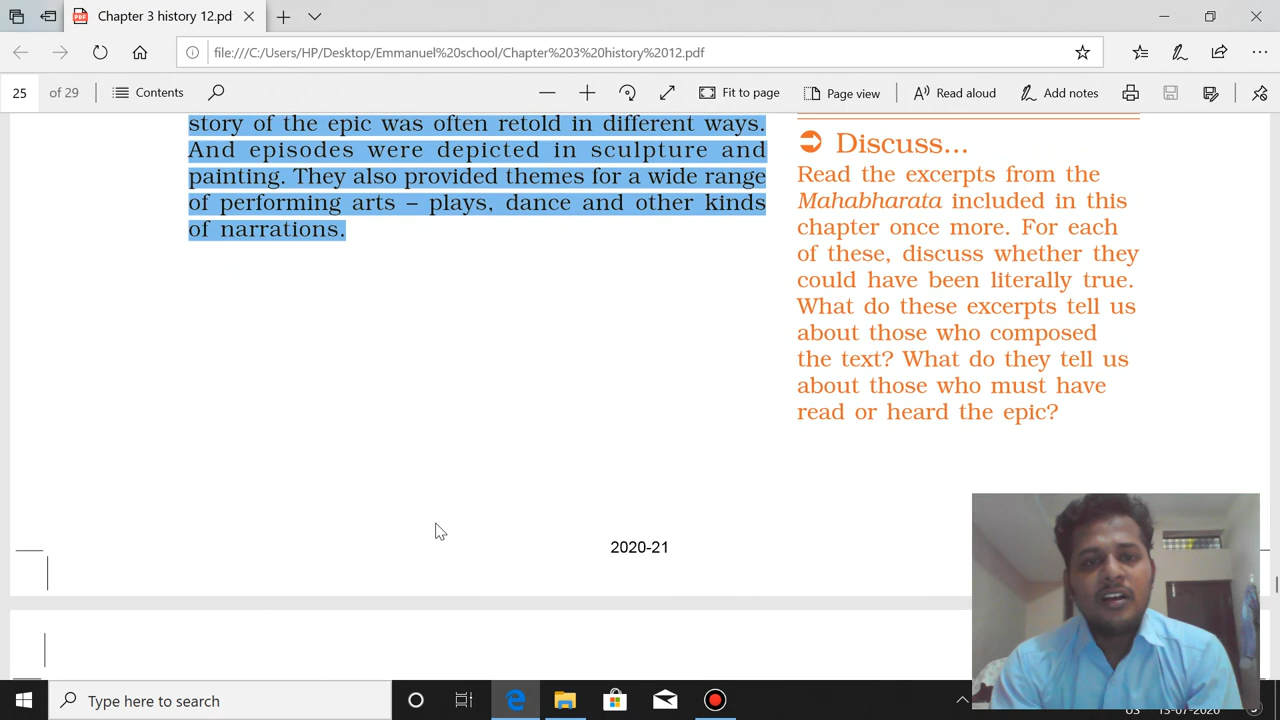 Chapter 3 history 12.pdf
file:///C:/Users/HP/Desktop/Emmanuel%20school/Chapter%203%20history%2012.pdf
25 of 29
Contents
Fit to page
Page view
Read aloud
Add notes
story of the epic was often retold in different ways.
And episodes were depicted in sculpture and
painting. They also provided themes for a wide range
of performing arts – plays, dance and other kinds
of narrations.
Discuss...
Read the excerpts from the
Mahabharata included in this
chapter once more. For each
of these, discuss whether they
could have been literally true.
What do these excerpts tell us
about those who composed
the text? What do they tell us
about those who must have
read or heard the epic?
2020-21
Type here to search
US 13-07-2020